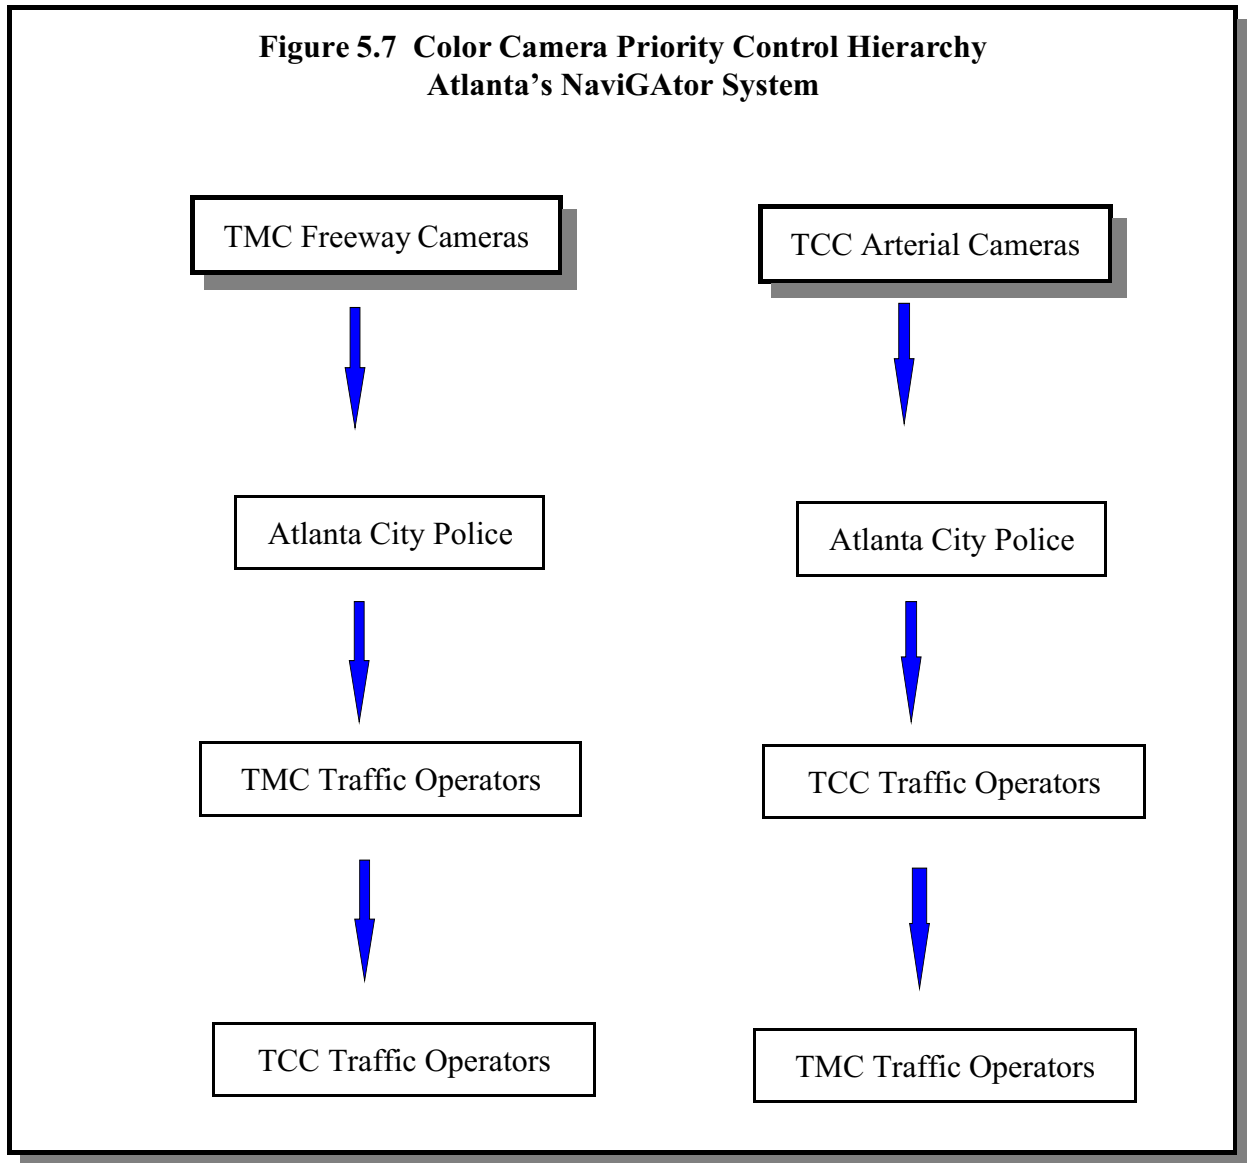 Figure 5.7 Color Camera Priority Control Hierarchy
Atlanta’s NaviGAtor System
TMC Freeway Cameras
TCC Arterial Cameras
Atlanta City Police
Atlanta City Police
TMC Traffic Operators
TCC Traffic Operators
TCC Traffic Operators
TMC Traffic Operators